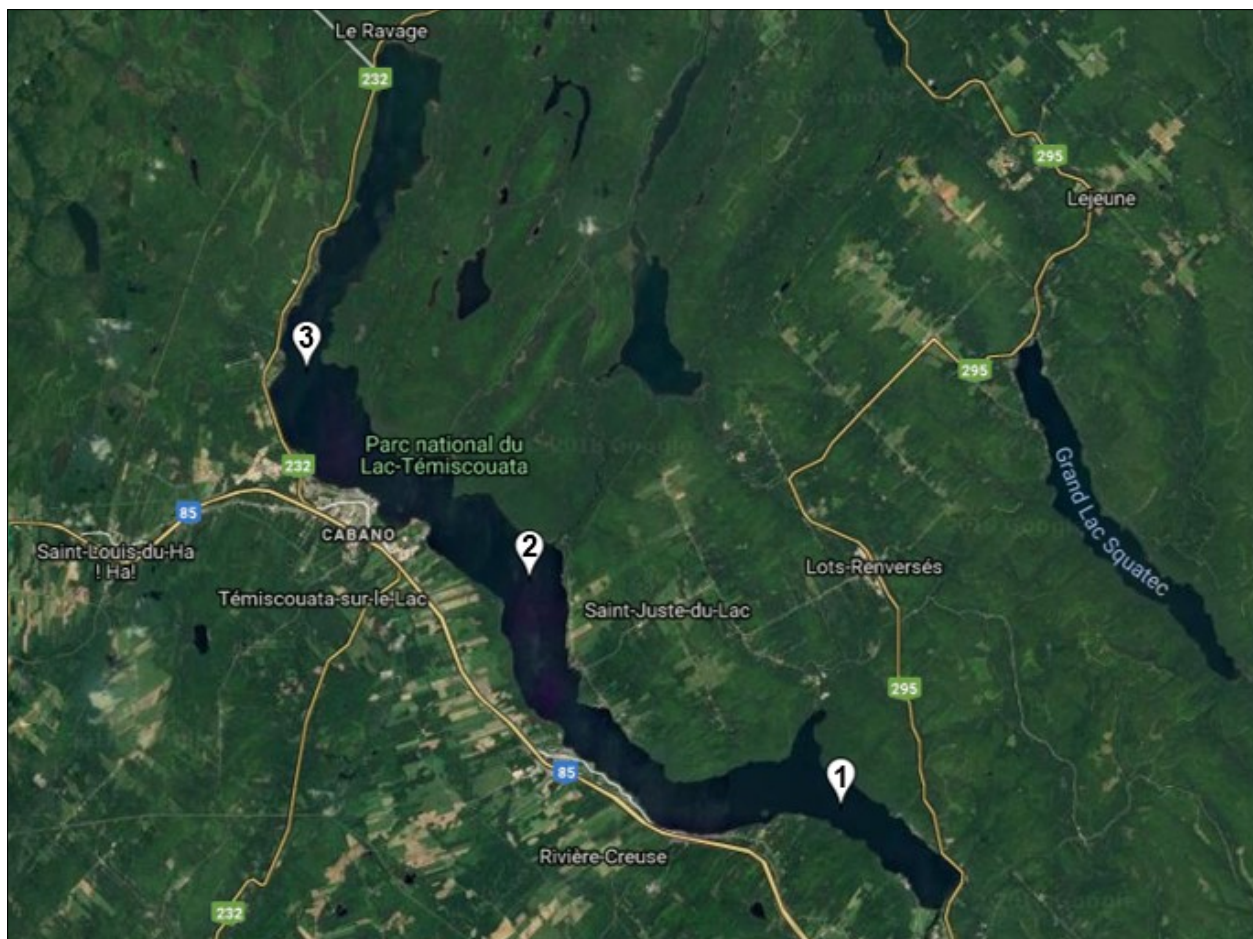 Le Ravage
232
295
Lejeune
3
295
Parc national du
Lac-Témiscouata
232
85
CABANO
Grand Lac Squatec
Saint-Louis-du-Ha
! Ha!
2
Lots-Renversés
Témiscouata-sur-le-Lac
Saint-Juste-du-Lac
295
85
1
Rivière-Creuse
232